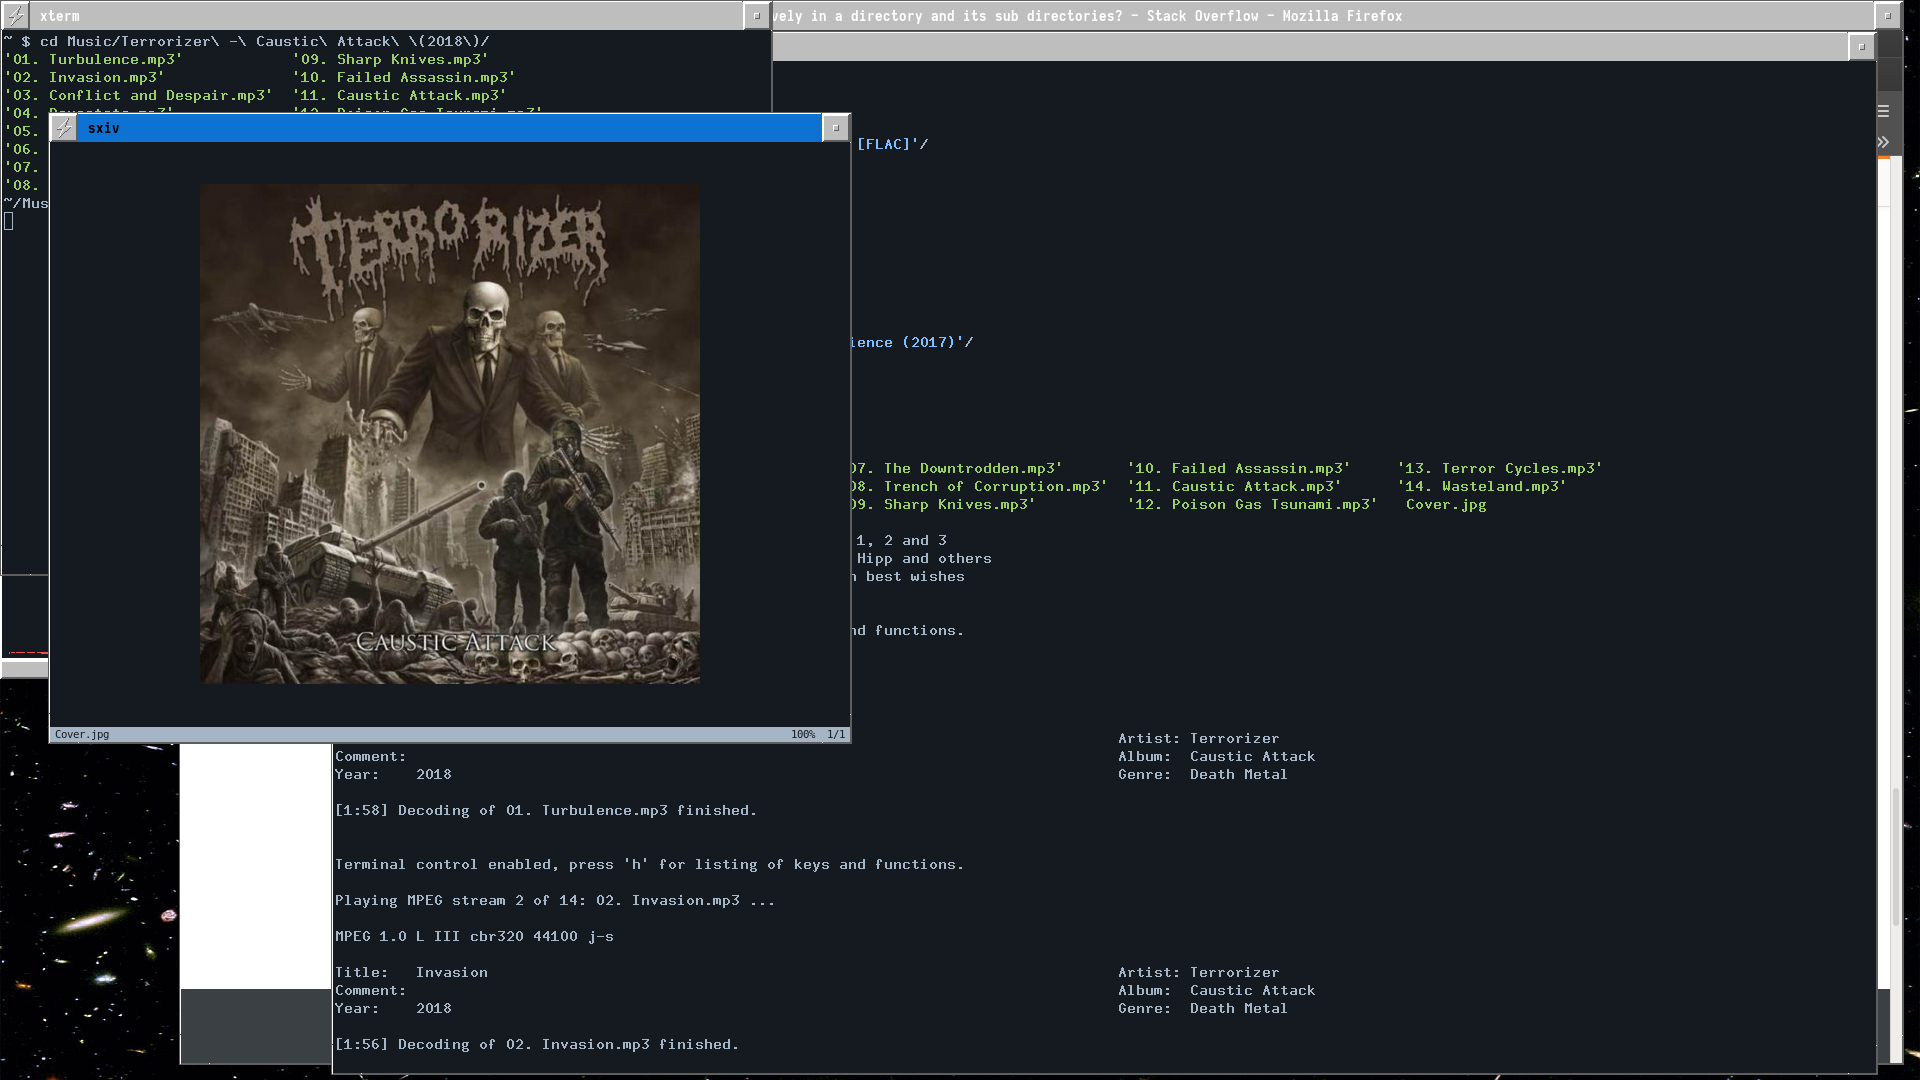 xterm
vely in a directory and its sub directories? - Stack Overflow - Mozilla Firefox
~ $ cd Music/Terrorizer\ -\ Caustic\ Attack\ \(2018\)/
'01. Turbulence.mp3' '09. Sharp Knives.mp3'
'02. Invasion.mp3' '10. Failed Assassin.mp3'
'03. Conflict and Despair.mp3' '11. Caustic Attack.mp3'
'04.
'05.
'06.
'07.
'08.
~/Mus
sxiv
TERRORIZER
CAUSTIC ATTACK
Cover.jpg 100% 1/1
[FLAC]'/
ience (2017)'/
07. The Downtrodden.mp3' '10. Failed Assassin.mp3' '13. Terror Cycles.mp3'
08. Trench of Corruption.mp3' '11. Caustic Attack.mp3' '14. Wasteland.mp3'
09. Sharp Knives.mp3' '12. Poison Gas Tsunami.mp3' Cover.jpg
1, 2 and 3
Hipp and others
h best wishes
nd functions.
Artist: Terrorizer
Comment: Album: Caustic Attack
Year: 2018 Genre: Death Metal
[1:58] Decoding of 01. Turbulence.mp3 finished.
Terminal control enabled, press 'h' for listing of keys and functions.
Playing MPEG stream 2 of 14: 02. Invasion.mp3 ...
MPEG 1.0 L III cbr320 44100 j-s
Title: Invasion Artist: Terrorizer
Comment: Album: Caustic Attack
Year: 2018 Genre: Death Metal
[1:56] Decoding of 02. Invasion.mp3 finished.